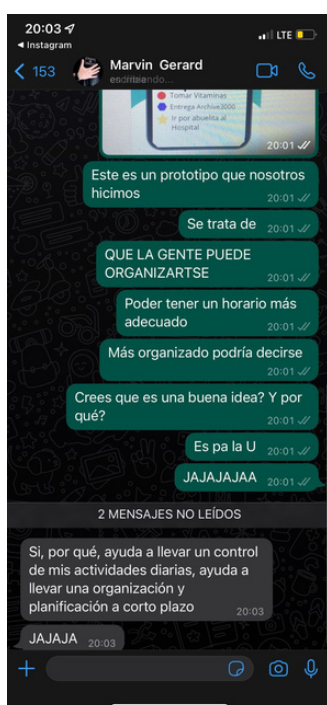 20:03
LTE
Instagram
153
Marvin Gerard
escribiendo...
Tomar Vitaminas
Entrega Archivo 3000
Ir por abuelita al
Hospital
20:01
Este es un prototipo que nosotros
hicimos
20:01
Se trata de 20:01
QUE LA GENTE PUEDE
ORGANIZARTSE
20:01
Poder tener un horario más
adecuado
20:01
Más organizado podría decirse
20:01
Crees que es una buena idea? Y por
qué?
20:01
Es pa la U 20:01
JAJAJAJAA 20:01
2 MENSAJES NO LEÍDOS
Si, por qué, ayuda a llevar un control
de mis actividades diarias, ayuda a
llevar una organización y
planificación a corto plazo 20:03
JAJAJA 20:03